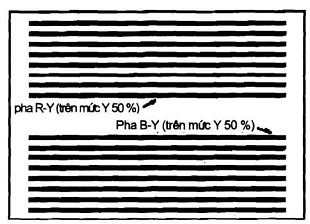 pha R-Y (trên mức Y 50 %)
Pha B-Y (trên mức Y 50 %)